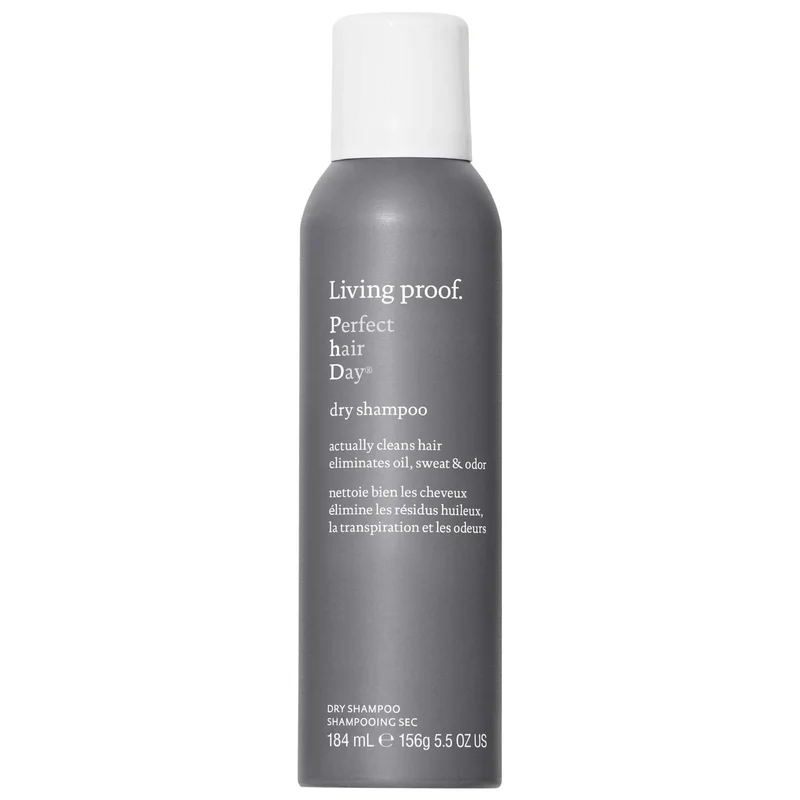 Living proof.
Perfect
hair
Day®
dry shampoo
actually cleans hair
eliminates oil, sweat & odor
nettoie bien les cheveux
élimine les résidus huileux,
la transpiration et les odeurs
DRY SHAMPOO
SHAMPOOING SEC
184 mL ℮ 156g 5.5 OZ US